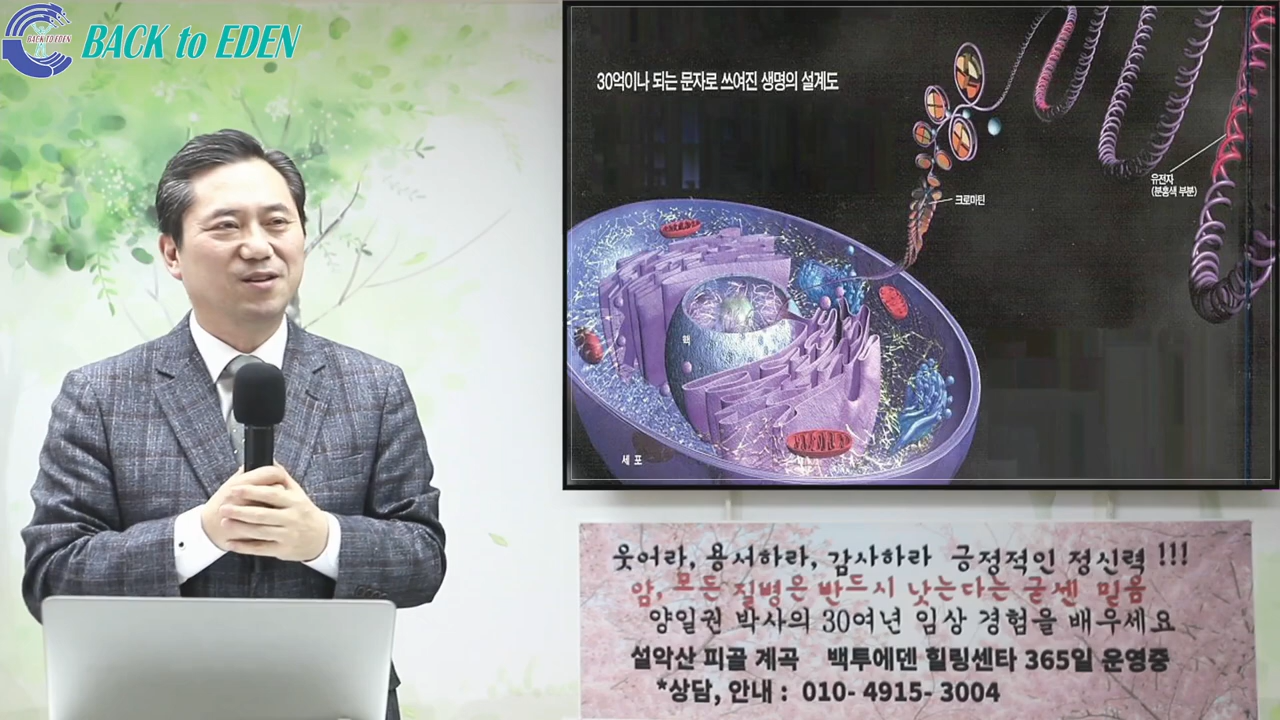 BACK TO EDEN
BACK to EDEN
30억이나 되는 문자로 쓰여진 생명의 설계도
유전자
(분홍색 부분)
크로마틴
핵
세포
웃어라, 용서하라, 감사하라 긍정적인 정신력 !!!
암, 모든 질병은 반드시 낫는다는 굳센 믿음
양일권 박사의 30여년 임상 경험을 배우세요
설악산 피골 계곡 백투에덴 힐링센타 365일 운영중
*상담, 안내 : 010- 4915- 3004